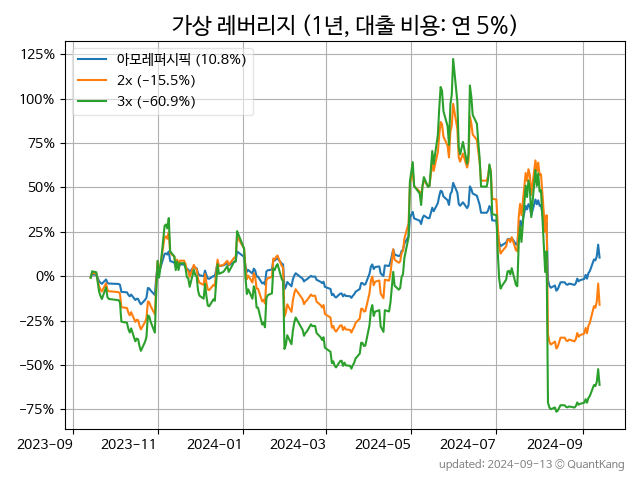 가상 레버리지 (1년, 대출 비용: 연 5%)
아모레퍼시픽 (10.8%)
2x (−15.5%)
3x (−60.9%)
125%
100%
75%
50%
25%
0%
−25%
−50%
−75%
2023-09 2023-11 2024-01 2024-03 2024-05 2024-07 2024-09
updated: 2024-09-13 © QuantKang